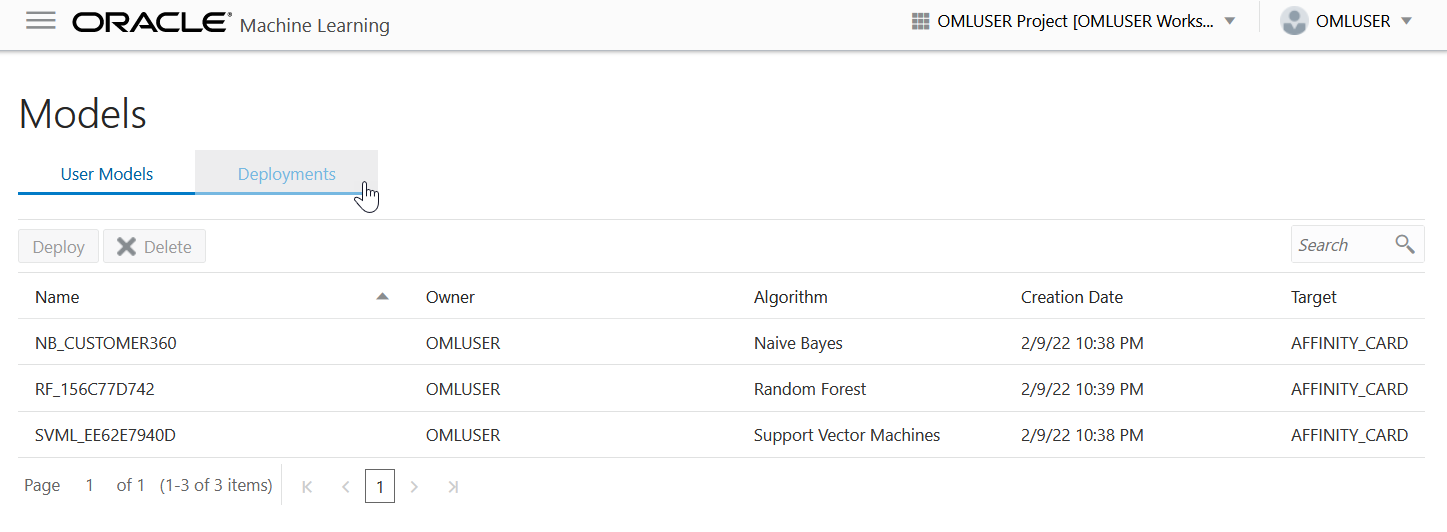 ORACLE® Machine Learning OMLUSER Project [OMLUSER Works... OMLUSER
Models
User Models Deployments
Deploy Delete Search
Name Owner Algorithm Creation Date Target
NB_CUSTOMER360 OMLUSER Naive Bayes 2/9/22 10:38 PM AFFINITY_CARD
RF_156C77D742 OMLUSER Random Forest 2/9/22 10:39 PM AFFINITY_CARD
SVML_EE62E7940D OMLUSER Support Vector Machines 2/9/22 10:38 PM AFFINITY_CARD
Page 1 of 1 (1-3 of 3 items) 1